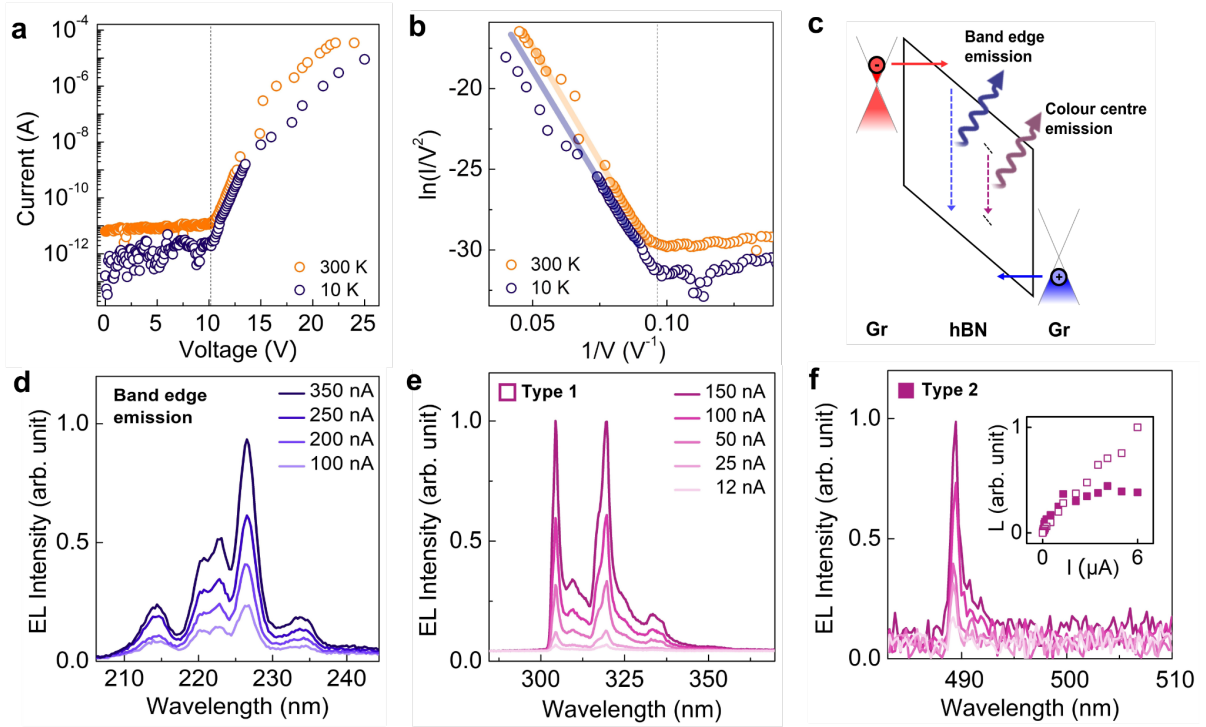 a
10⁻⁴
10⁻⁶
10⁻⁸
10⁻¹⁰
10⁻¹²
Current (A)
300 K
10 K
0
5
10
15
20
25
Voltage (V)
b
-20
-25
-30
ln(I/V²)
300 K
10 K
0.05
0.10
1/V (V⁻¹)
c
Band edge
emission
Colour centre
emission
-
+
Gr
hBN
Gr
d
Band edge
emission
350 nA
250 nA
200 nA
100 nA
1.0
0.5
0.0
EL Intensity (arb. unit)
210
220
230
240
Wavelength (nm)
e
Type 1
150 nA
100 nA
50 nA
25 nA
12 nA
1.0
0.5
0.0
EL Intensity (arb. unit)
300
325
350
Wavelength (nm)
f
Type 2
1.0
0.5
0.0
EL Intensity (arb. unit)
1
0
L (arb. unit)
0
6
I (µA)
490
500
510
Wavelength (nm)